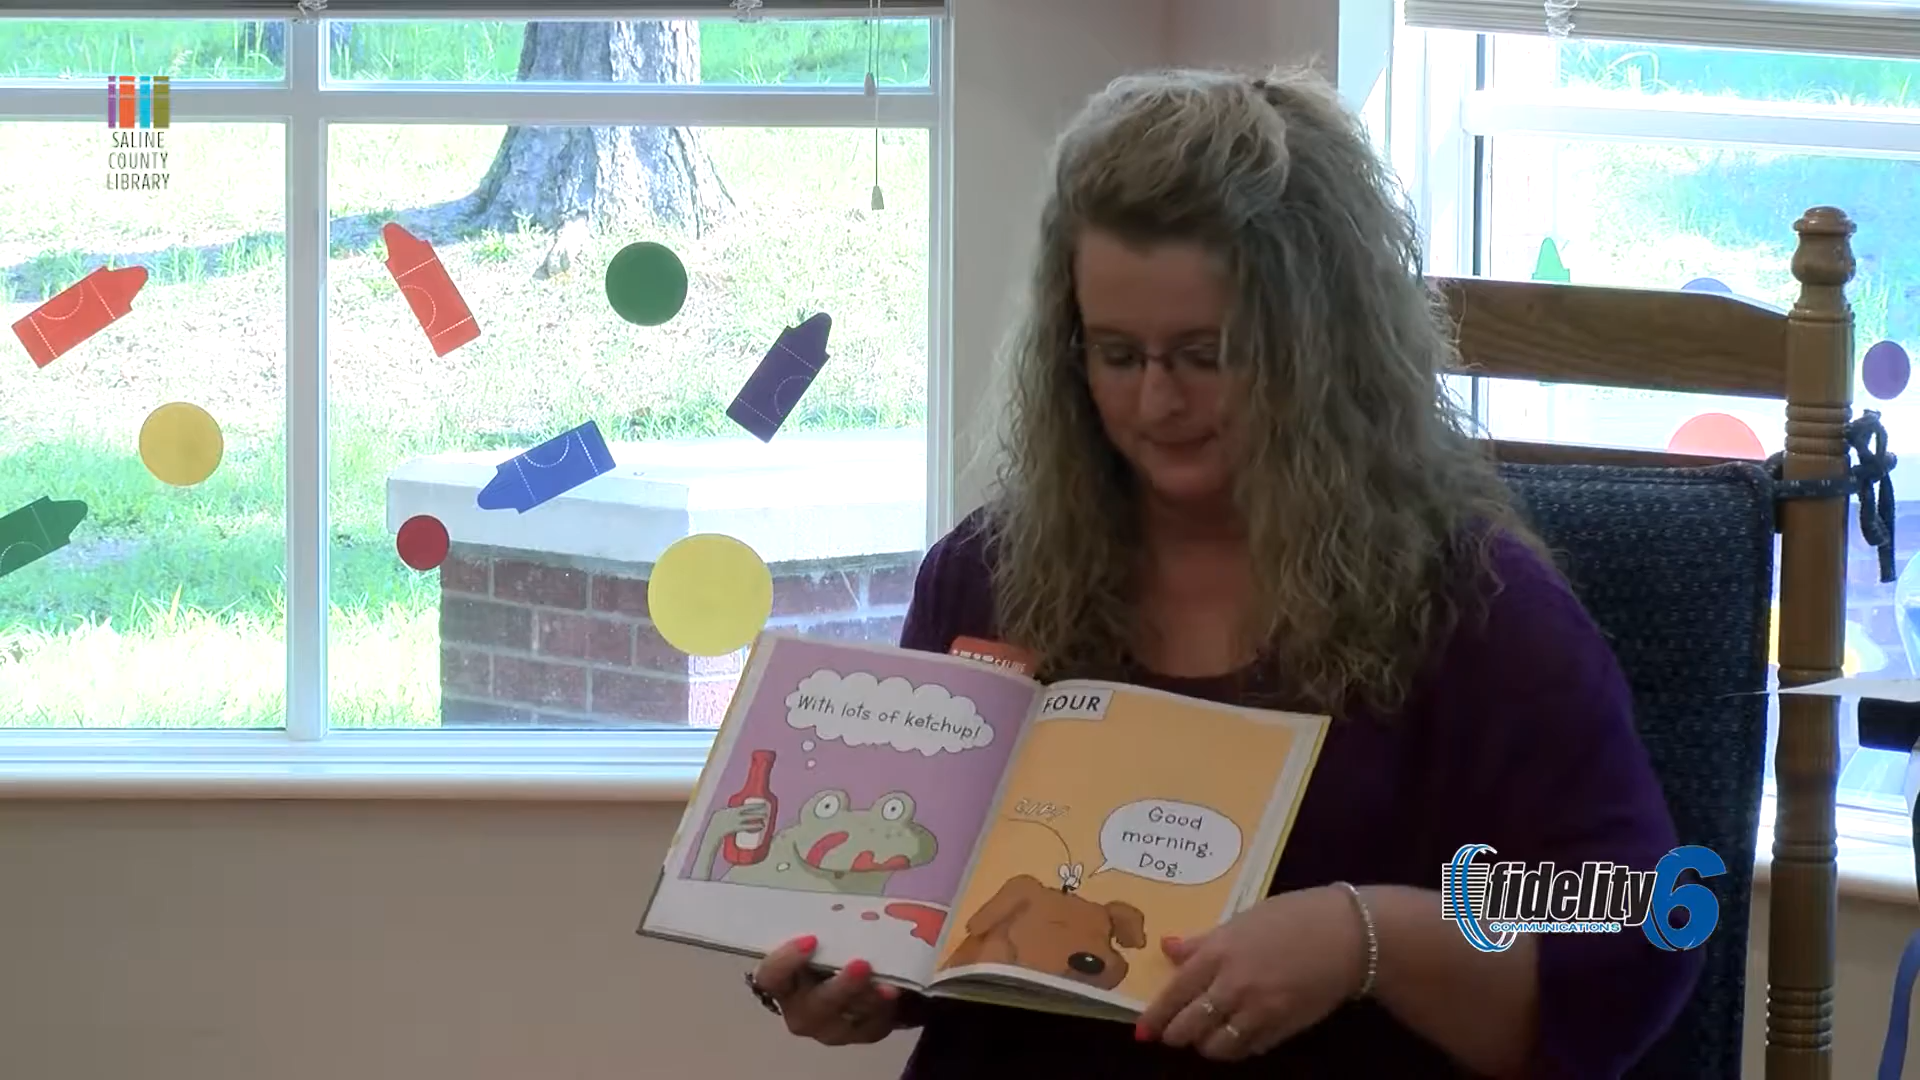 SALINE
COUNTY
LIBRARY
With lots of ketchup!
FOUR
Good
morning.
Dog.
fidelity 6
COMMUNICATIONS